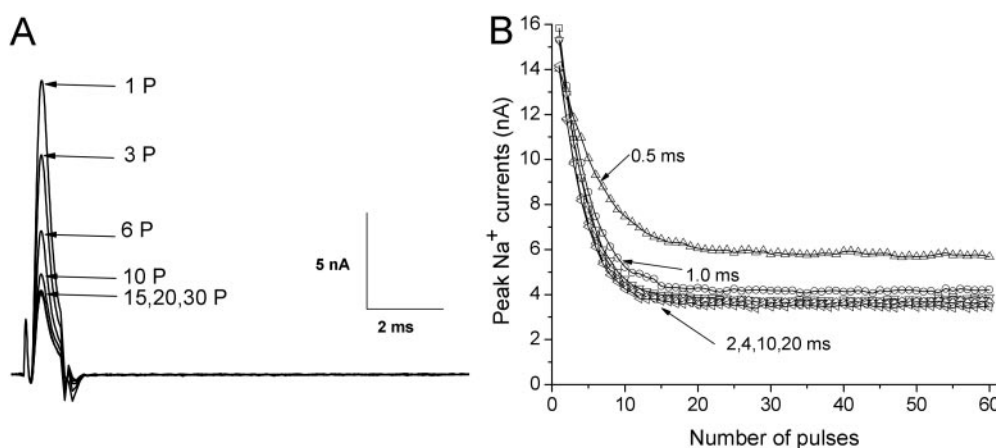 A
1 P
3 P
6 P
10 P
15,20,30 P
5 nA
2 ms
B
Peak Na⁺ currents (nA)
16
14
12
10
8
6
4
2
0
0.5 ms
1.0 ms
2,4,10,20 ms
0 10 20 30 40 50 60
Number of pulses